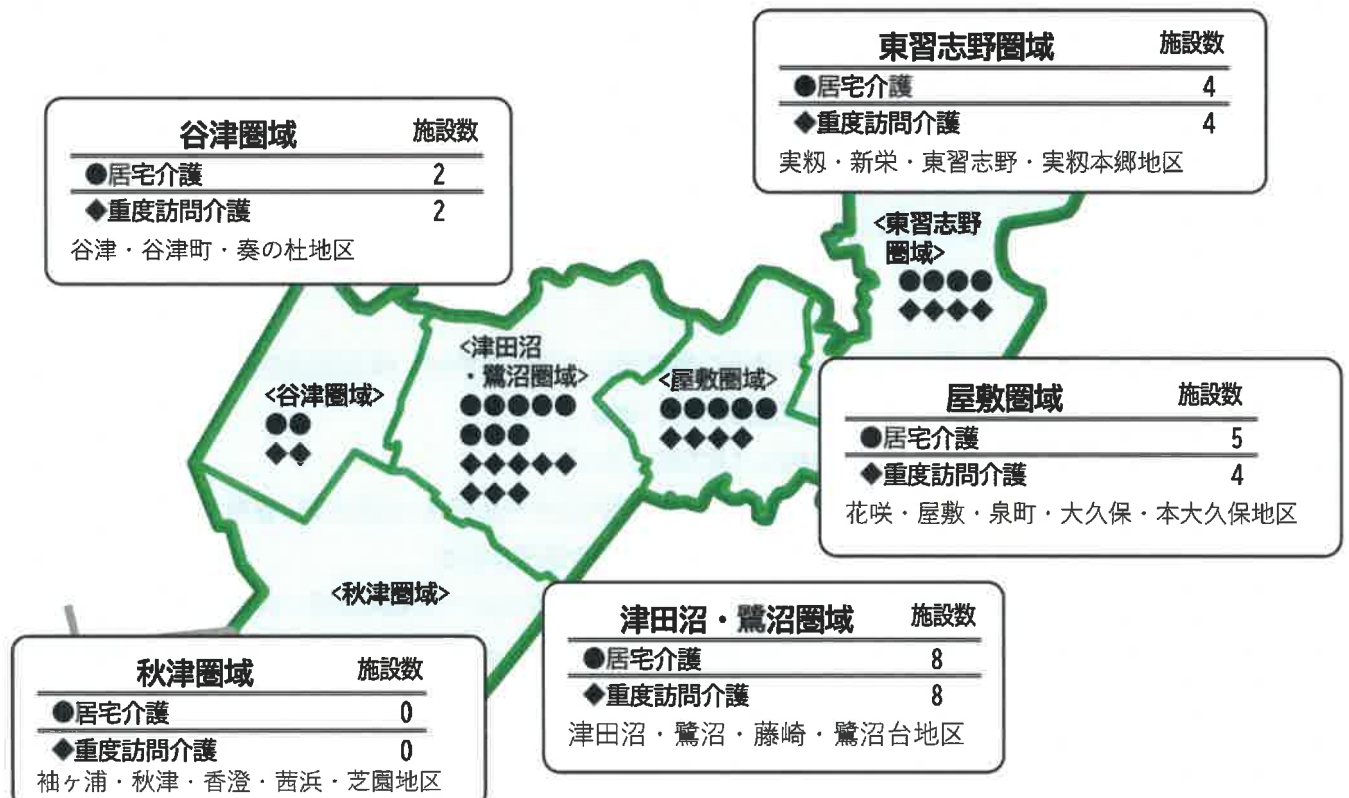 東習志野圏域 施設数
●居宅介護 4
◆重度訪問介護 4
実籾・新栄・東習志野・実籾本郷地区
谷津圏域 施設数
●居宅介護 2
◆重度訪問介護 2
谷津・谷津町・奏の杜地区
<東習志野
圏域>
<津田沼
・鷺沼圏域>
<谷津圏域>
<屋敷圏域>
屋敷圏域 施設数
●居宅介護 5
◆重度訪問介護 4
花咲・屋敷・泉町・大久保・本大久保地区
<秋津圏域>
津田沼・鷺沼圏域 施設数
●居宅介護 8
◆重度訪問介護 8
津田沼・鷺沼・藤崎・鷺沼台地区
秋津圏域 施設数
●居宅介護 0
◆重度訪問介護 0
袖ヶ浦・秋津・香澄・茜浜・芝園地区